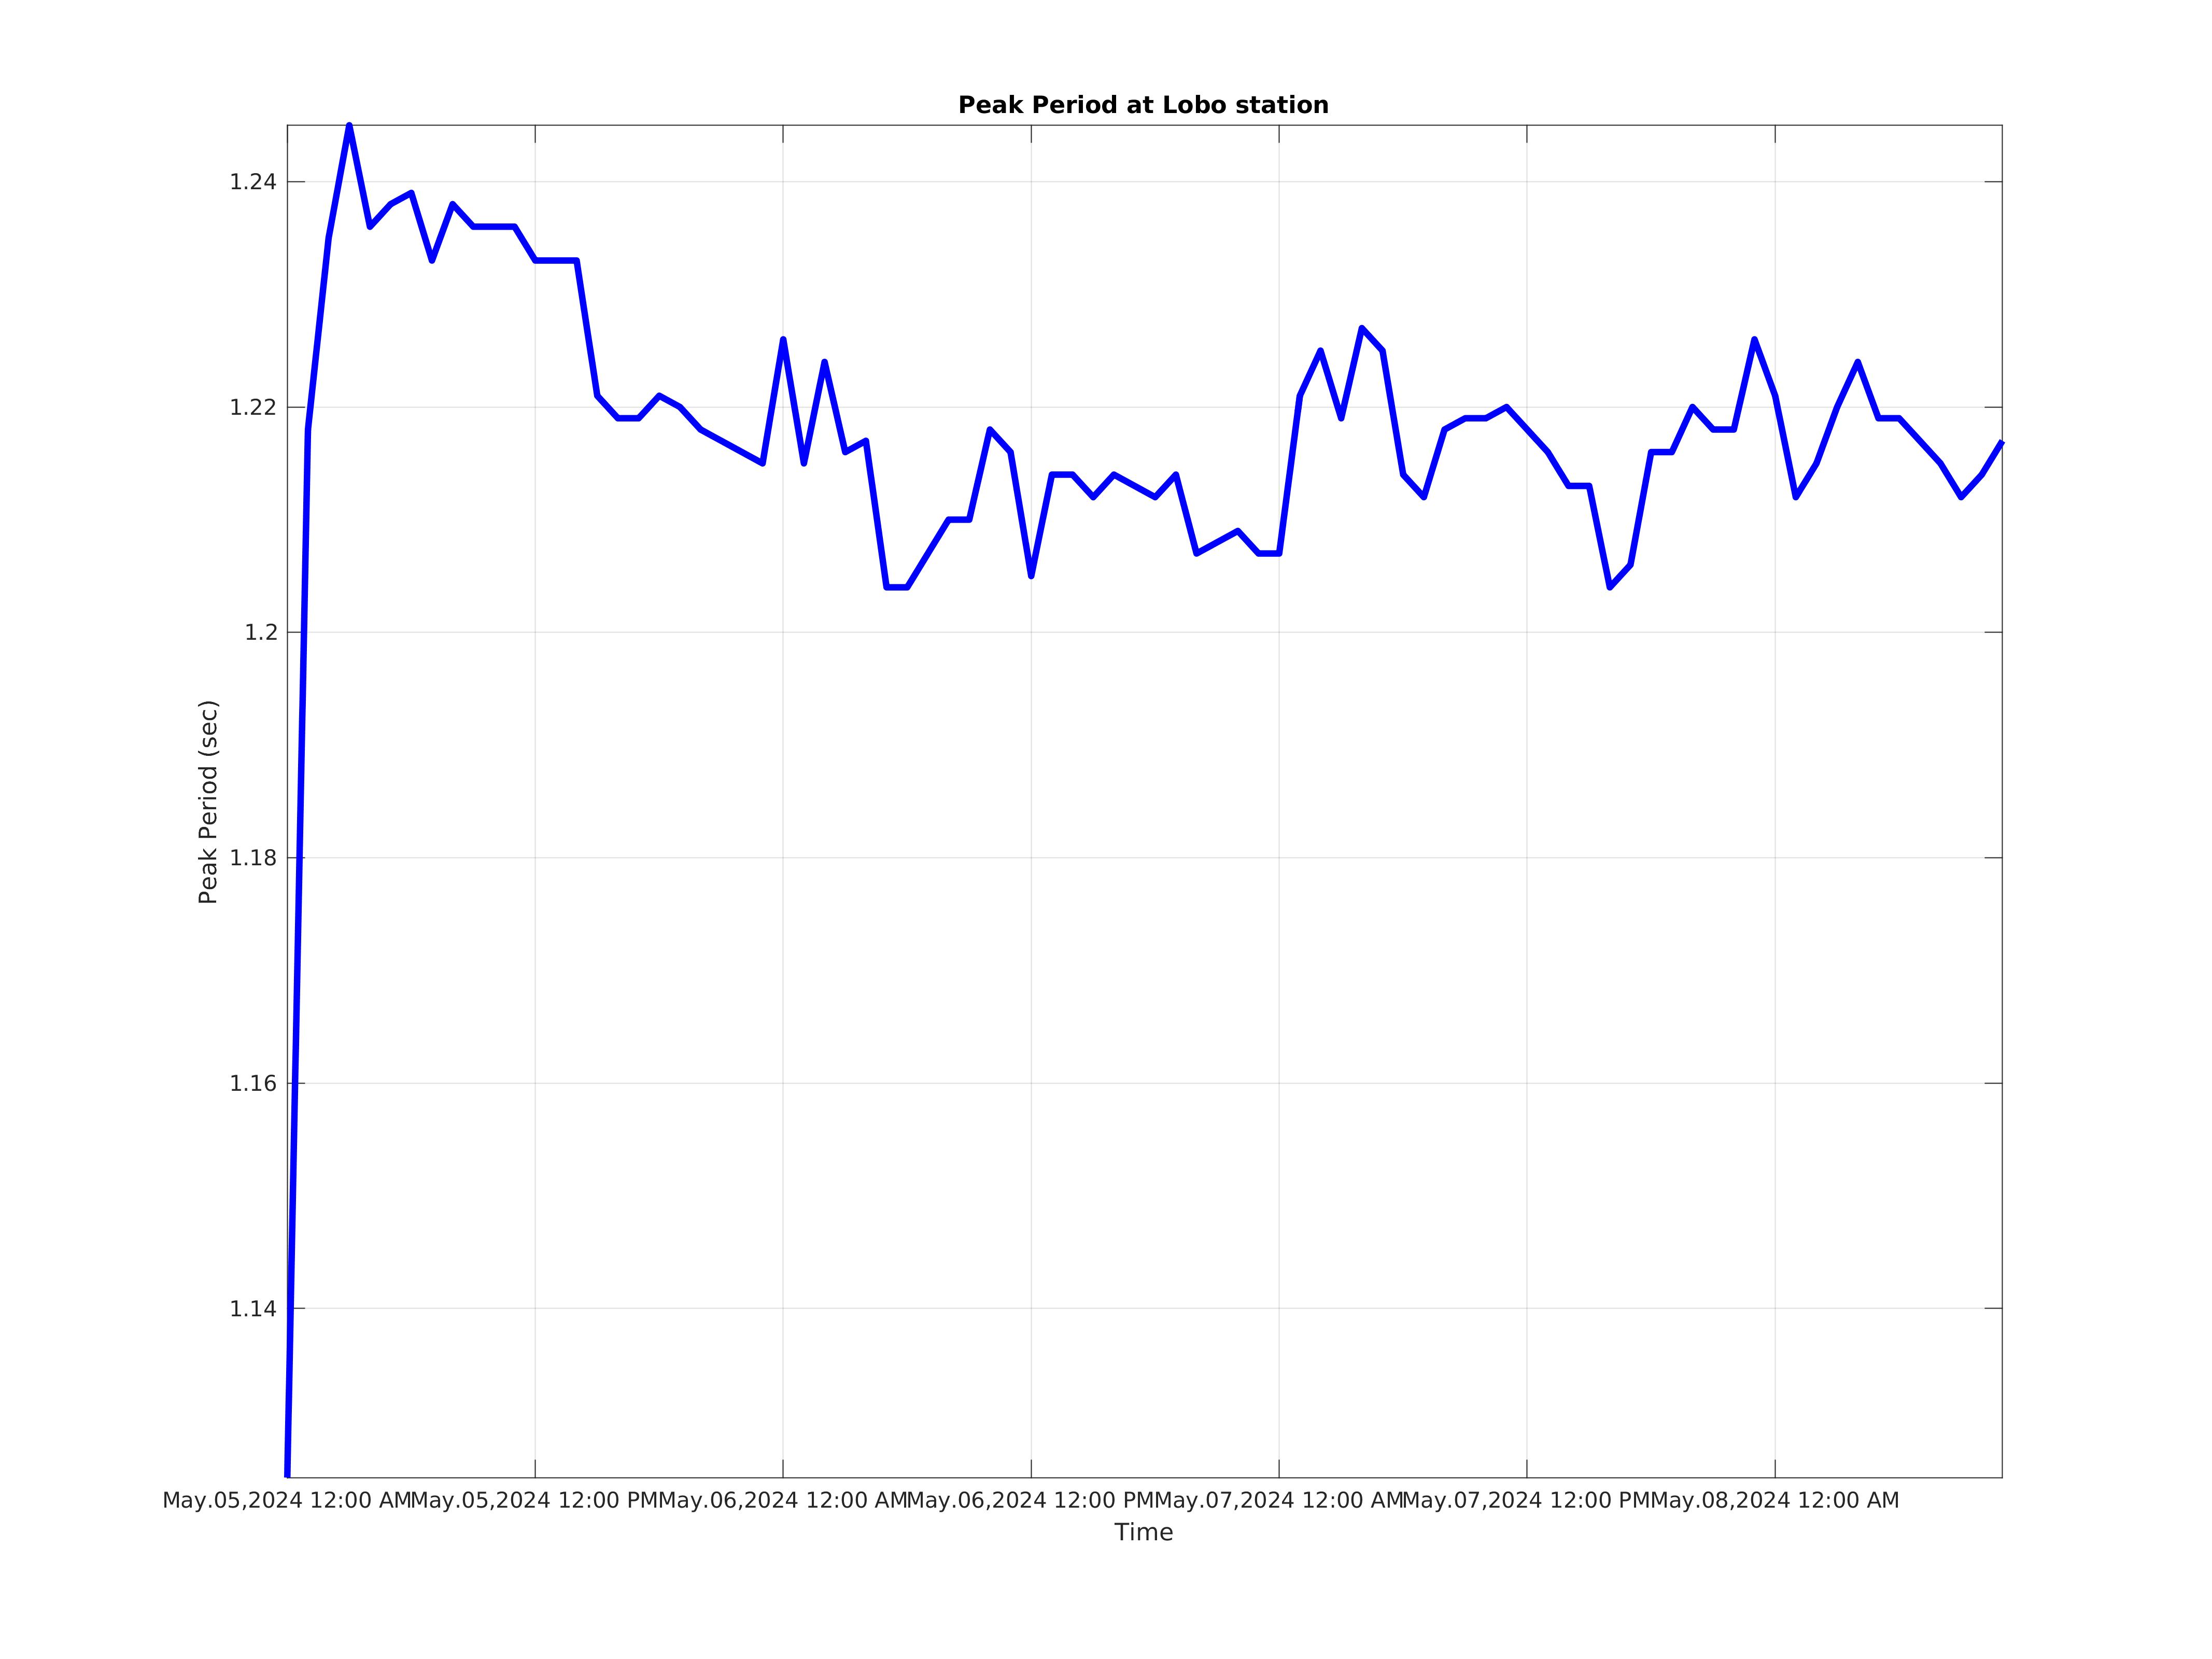 Peak Period at Lobo station
1.24
1.22
1.2
1.18
1.16
1.14
Peak Period (sec)
May.05,2024 12:00 AM May.05,2024 12:00 PM May.06,2024 12:00 AM May.06,2024 12:00 PM May.07,2024 12:00 AM May.07,2024 12:00 PM May.08,2024 12:00 AM
Time